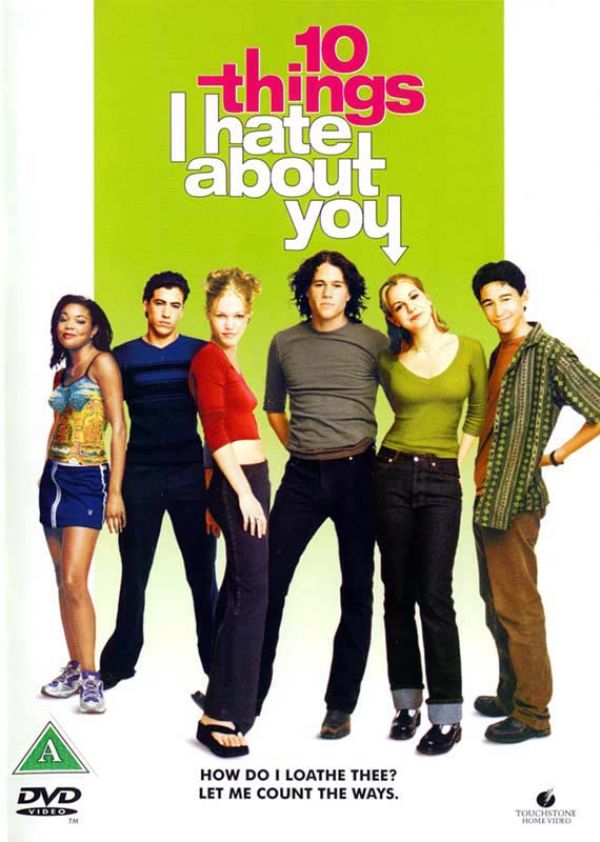 10
things
I hate
about
you
A
DVD
VIDEO
TM
HOW DO I LOATHE THEE?
LET ME COUNT THE WAYS.
TOUCHSTONE
HOME VIDEO